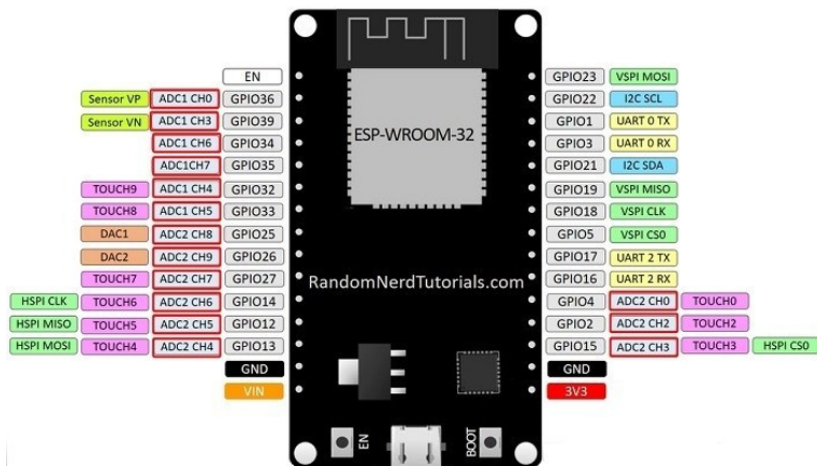 EN GPIO23 VSPI MOSI
Sensor VP ADC1 CH0 GPIO36 GPIO22 I2C SCL
Sensor VN ADC1 CH3 GPIO39 GPIO1 UART 0 TX
ADC1 CH6 GPIO34 ESP-WROOM-32 GPIO3 UART 0 RX
ADC1CH7 GPIO35 GPIO21 I2C SDA
TOUCH9 ADC1 CH4 GPIO32 GPIO19 VSPI MISO
TOUCH8 ADC1 CH5 GPIO33 GPIO18 VSPI CLK
DAC1 ADC2 CH8 GPIO25 GPIO5 VSPI CS0
DAC2 ADC2 CH9 GPIO26 GPIO17 UART 2 TX
TOUCH7 ADC2 CH7 GPIO27 RandomNerdTutorials.com GPIO16 UART 2 RX
HSPI CLK TOUCH6 ADC2 CH6 GPIO14 GPIO4 ADC2 CH0 TOUCH0
HSPI MISO TOUCH5 ADC2 CH5 GPIO12 GPIO2 ADC2 CH2 TOUCH2
HSPI MOSI TOUCH4 ADC2 CH4 GPIO13 GPIO15 ADC2 CH3 TOUCH3 HSPI CS0
GND GND
VIN 3V3
EN BOOT